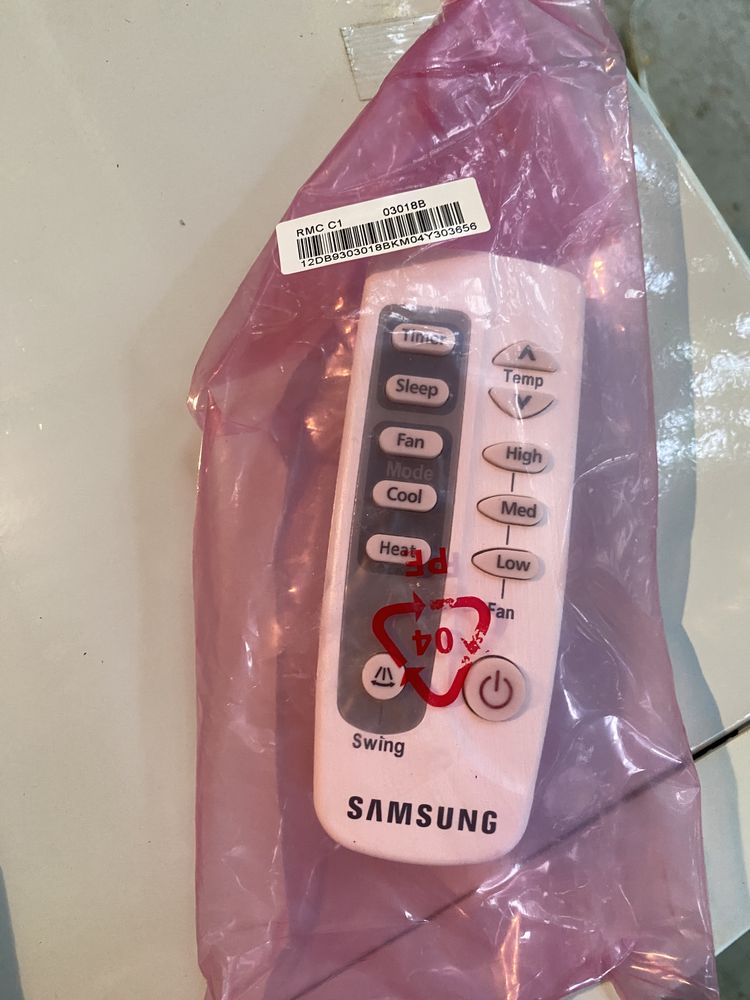 RMC C1 03018B
12DB9303018BKM04Y303656
Timer
Sleep
Fan
Mode
Cool
Heat
Swing
Temp
High
Med
Low
Fan
PE
04
SAMSUNG